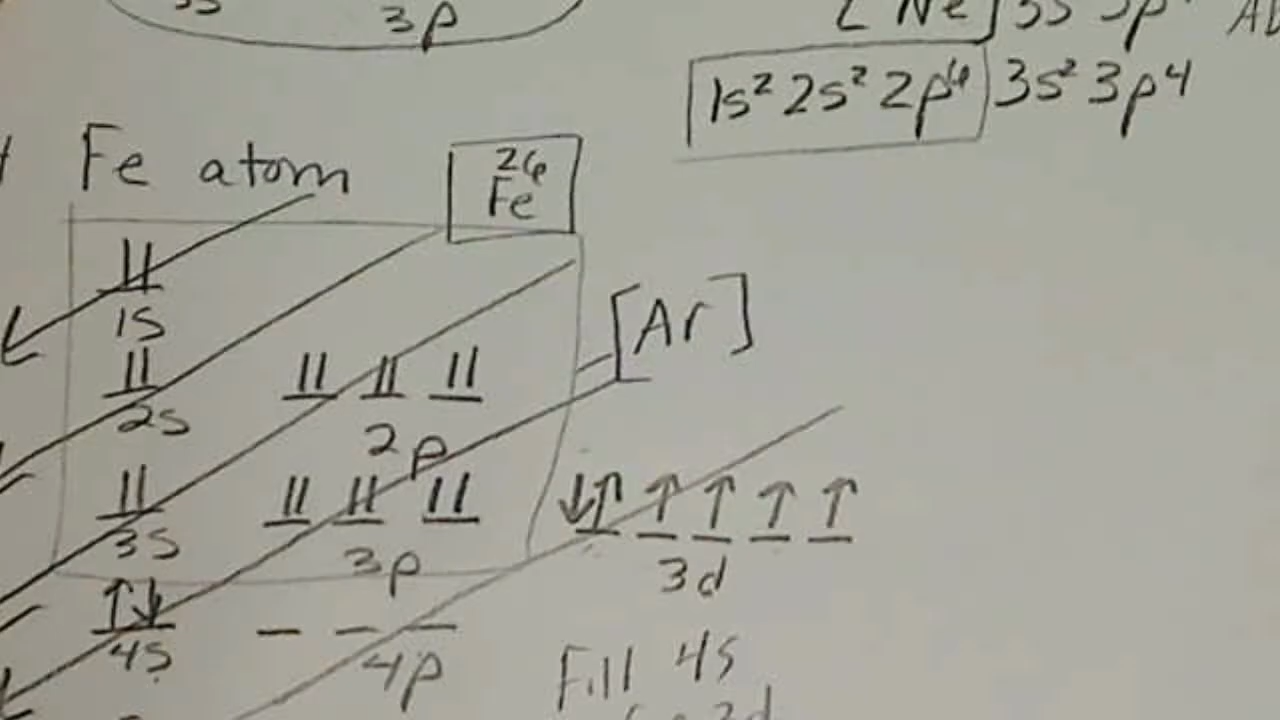 3p
[Ne] 3s 3p
1s² 2s² 2p⁶ 3s² 3p⁴
Fe atom
26
Fe
1s
[Ar]
2s
2p
3s
3p
3d
4s
4p
Fill 4s
3d